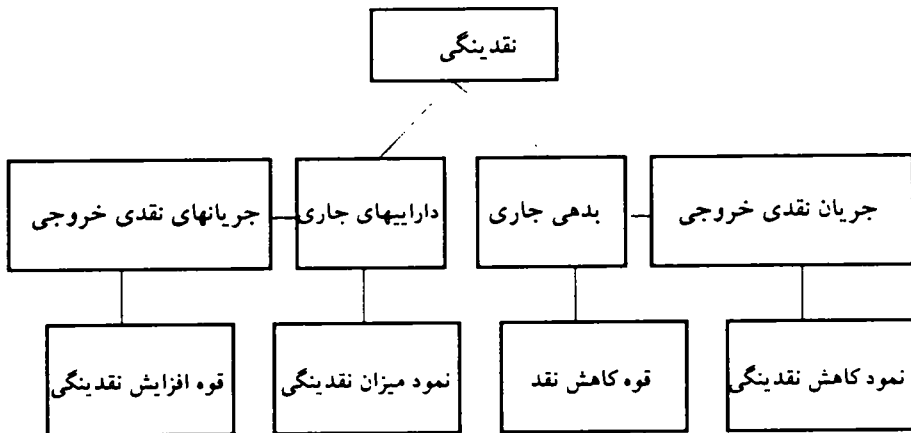 نقدینگی
جریان نقدی خروجی
بدهی جاری
داراییهای جاری
جریانهای نقدی خروجی
نمود کاهش نقدینگی
قوه کاهش نقد
نمود میزان نقدینگی
قوه افزایش نقدینگی